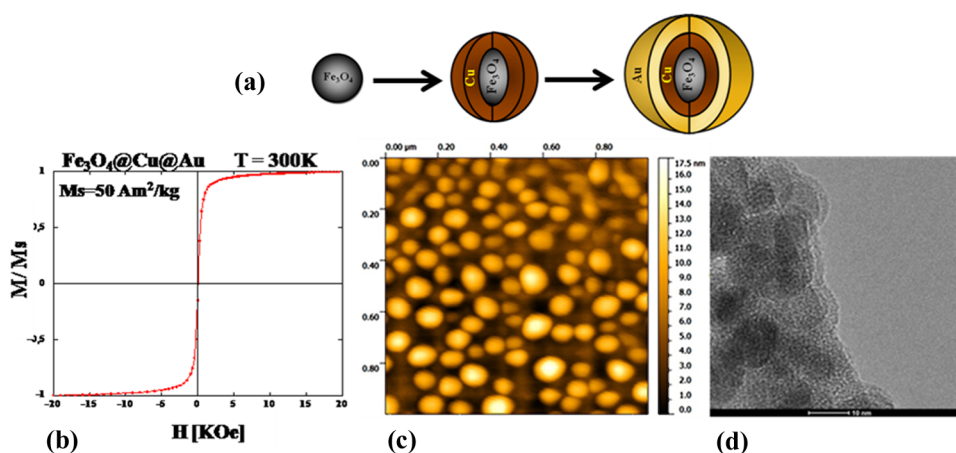 (a)
Fe₃O₄
Cu
Fe₃O₄
Au
Cu
Fe₃O₄
Fe₃O₄@Cu@Au T = 300K
Ms=50 Am²/kg
M/Ms
1
0,5
0
-0,5
-1
-20 -15 -10 -5 0 5 10 15 20
H [KOe]
(b)
0.00 µm 0.20 0.40 0.60 0.80
0.00
0.20
0.40
0.60
0.80
17.5 nm
16.0
15.0
14.0
13.0
12.0
11.0
10.0
9.0
8.0
7.0
6.0
5.0
4.0
3.0
2.0
1.0
0.0
(c)
10 nm
(d)